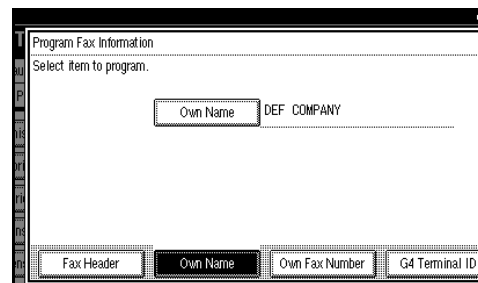 Program Fax Information
Select item to program.
Own Name DEF COMPANY
Fax Header Own Name Own Fax Number G4 Terminal ID